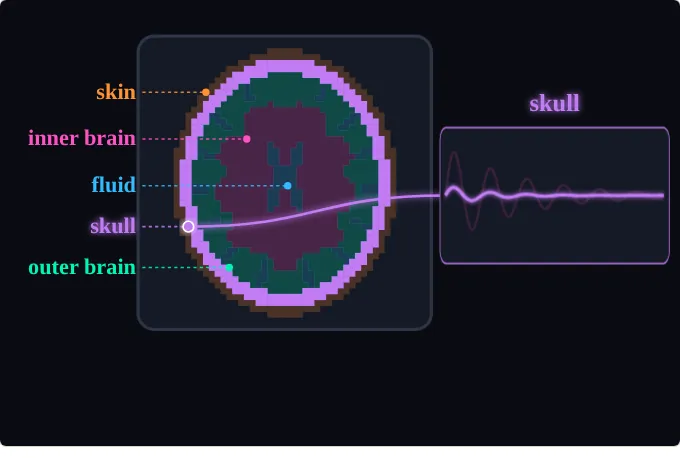 skin
inner brain
fluid
skull
outer brain
skull